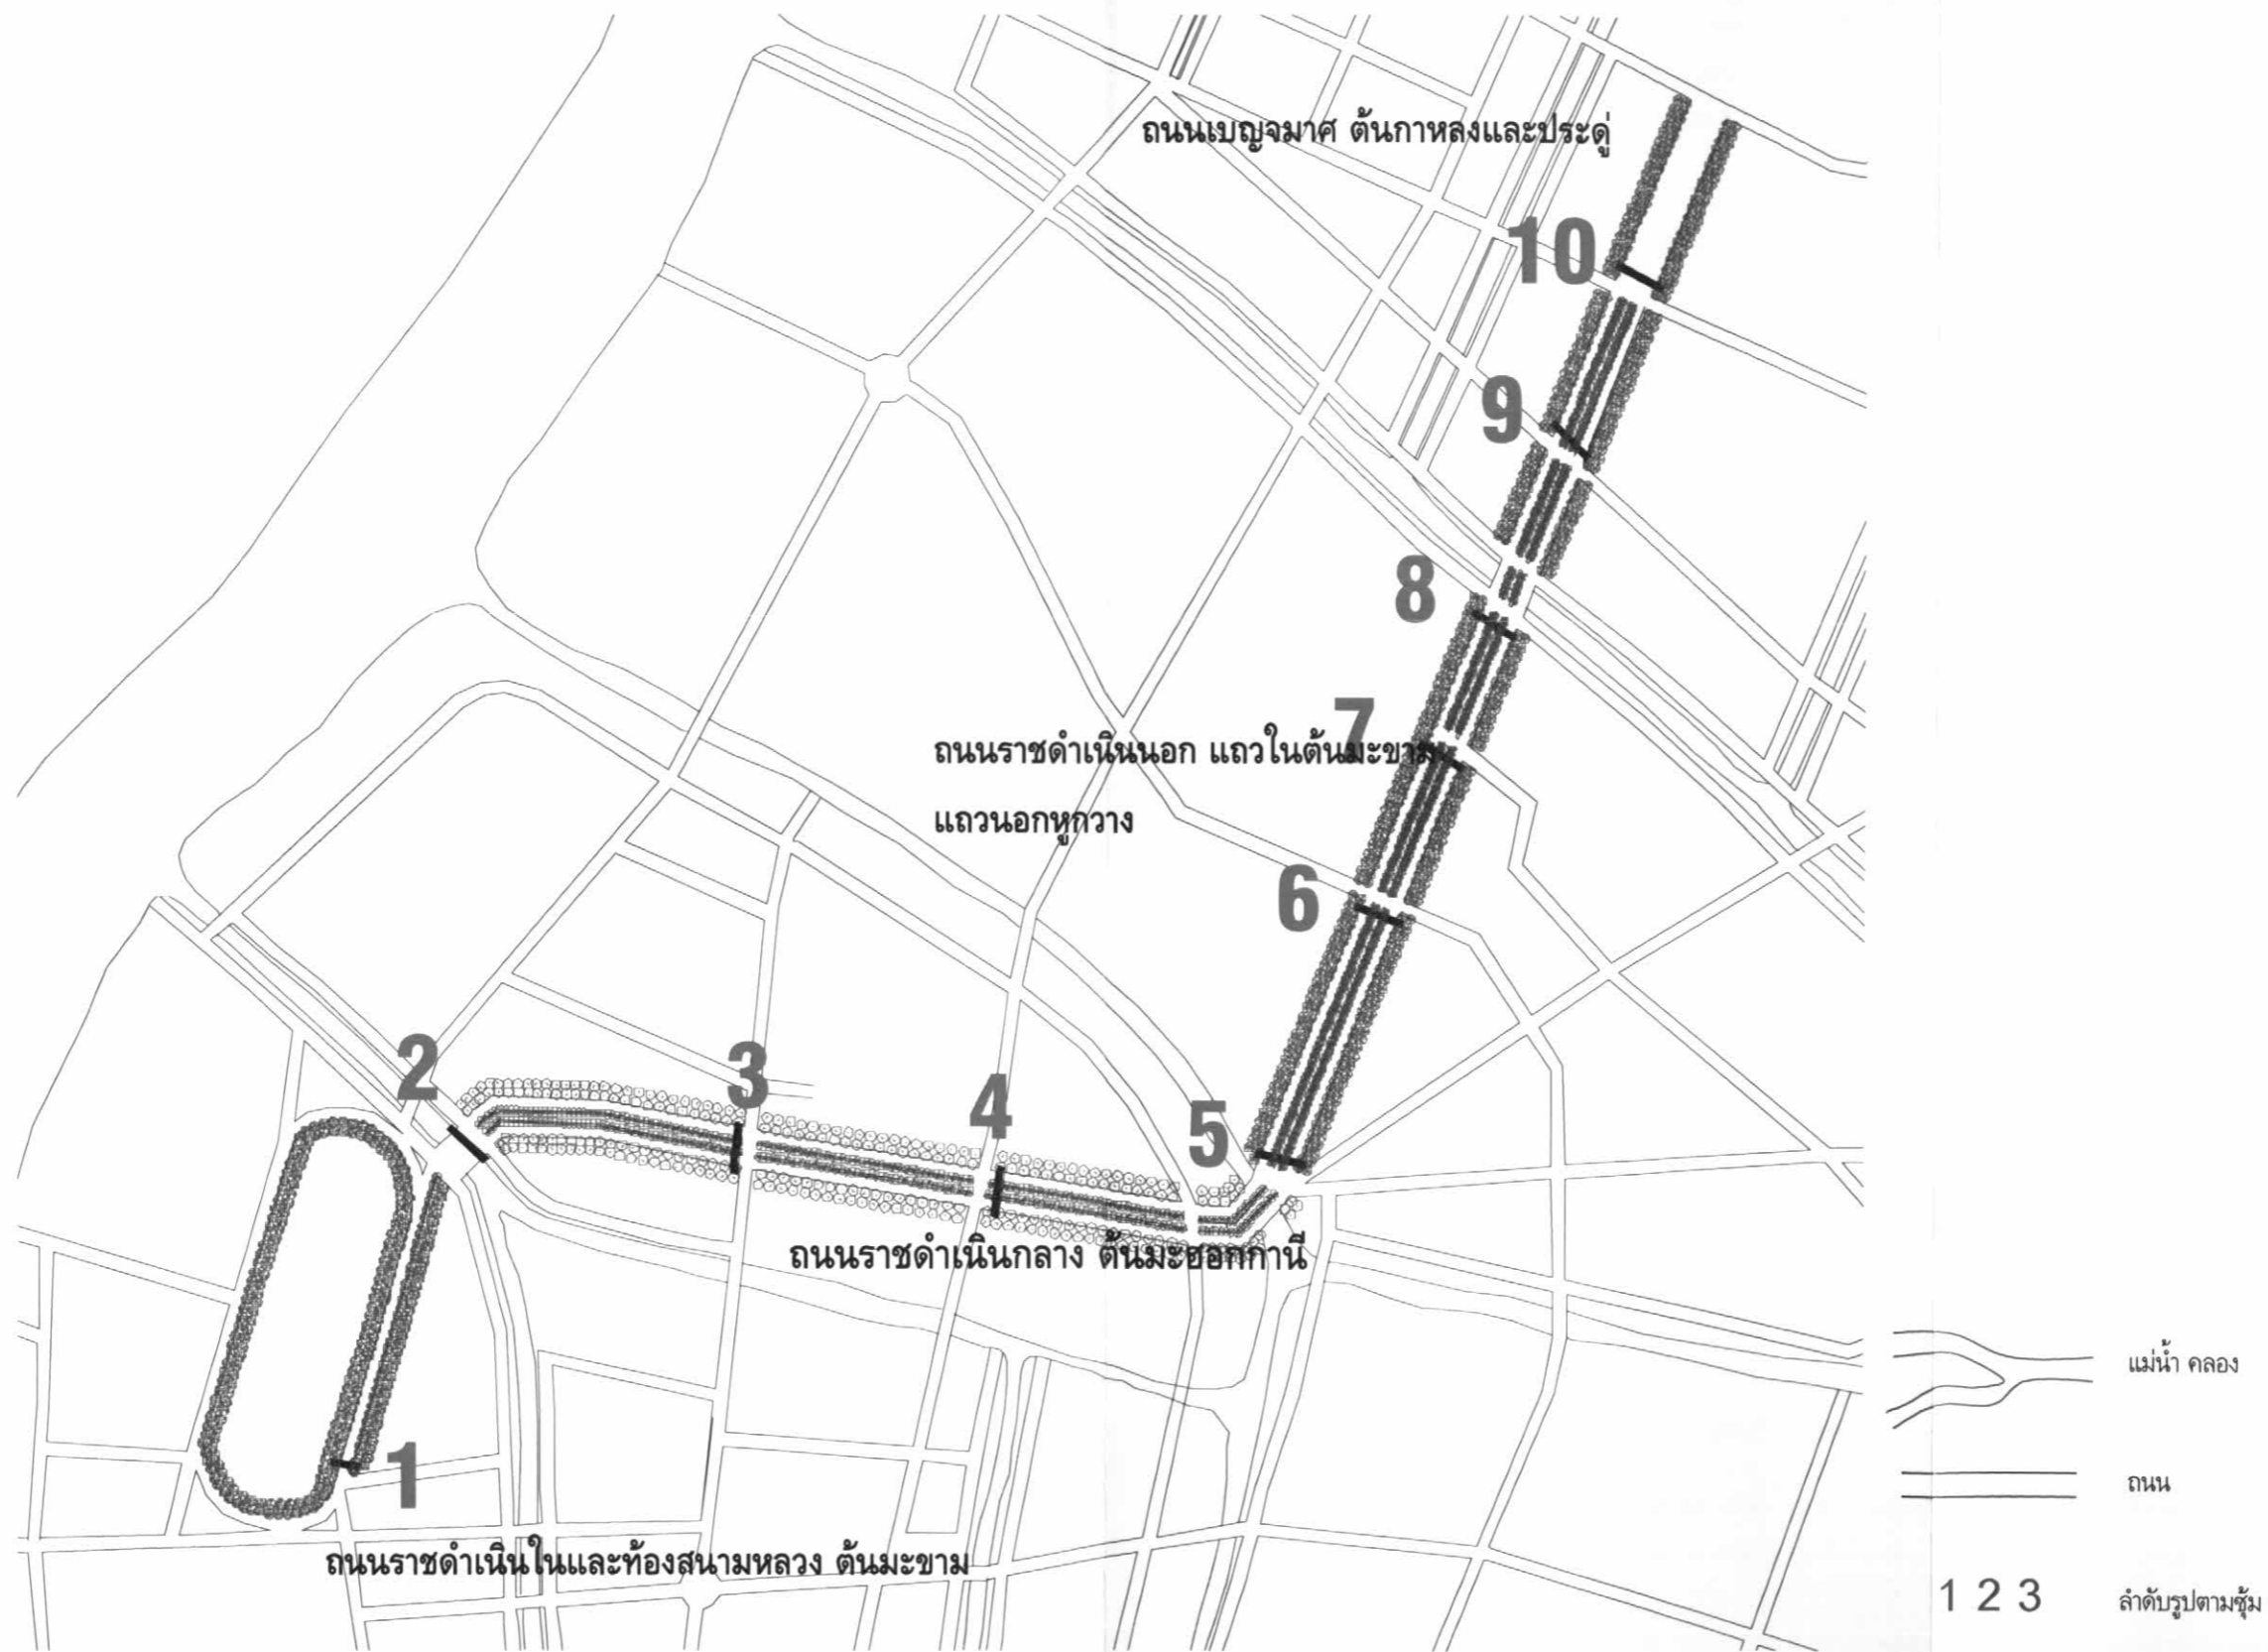 ถนนเบญจมาศ ต้นกาหลงและประดู่
10
9
8
7
ถนนราชดำเนินนอก แถวในต้นมะขาม
แถวนอกหูกวาง
6
2
3
4
5
ถนนราชดำเนินกลาง ต้นมะฮอกกานี
1
ถนนราชดำเนินในและท้องสนามหลวง ต้นมะขาม
แม่น้ำ คลอง
ถนน
1 2 3 ลำดับรูปตามซุ้ม